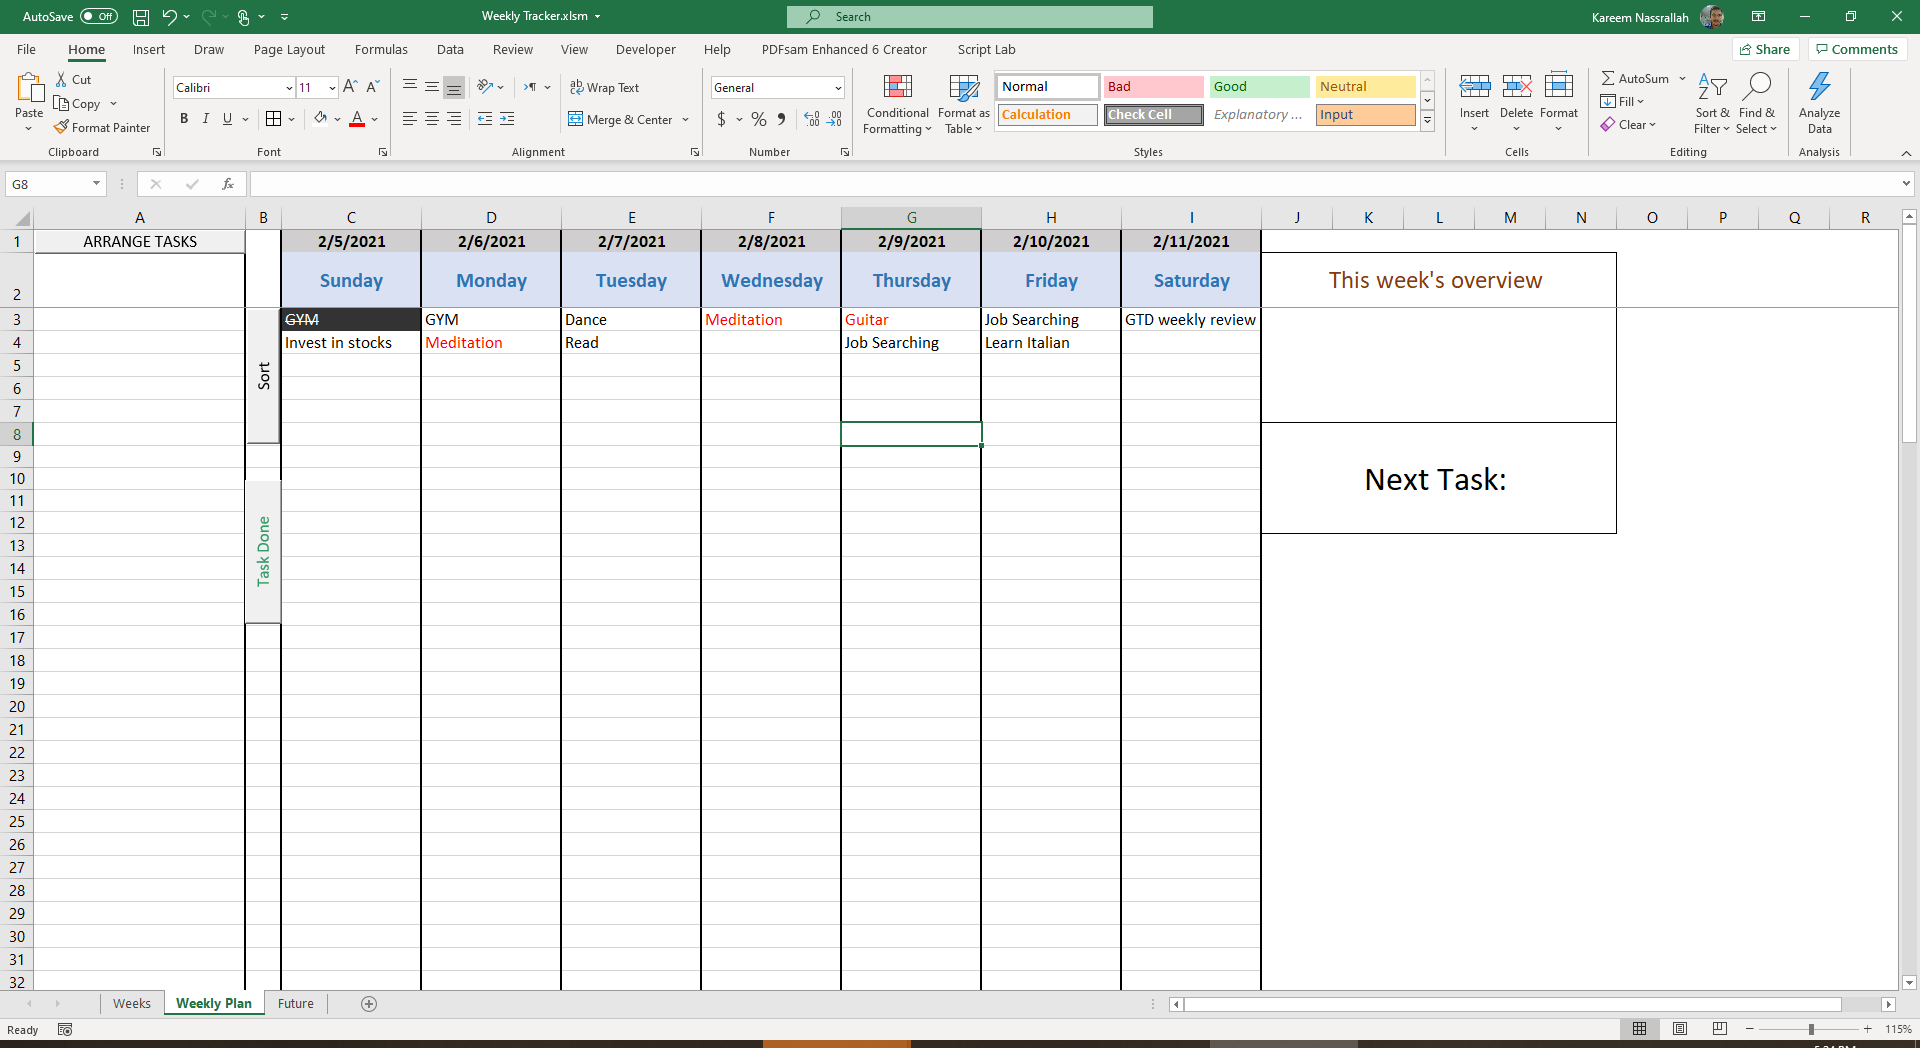 AutoSave Off Weekly Tracker.xlsm Search Kareem Nassrallah
File Home Insert Draw Page Layout Formulas Data Review View Developer Help PDFsam Enhanced 6 Creator Script Lab Share Comments
Paste Cut Copy Format Painter
Clipboard
Calibri 11
B I U A
Font
Wrap Text
Merge & Center
Alignment
General
$ % 9
Number
Conditional Formatting
Format as Table
Normal Bad Good Neutral
Calculation Check Cell Explanatory ... Input
Styles
Insert Delete Format
Cells
AutoSum
Fill
Clear
Sort & Filter
Find & Select
Editing
Analyze Data
Analysis
G8 fx
A B C D E F G H I J K L M N O P Q R
1 ARRANGE TASKS 2/5/2021 2/6/2021 2/7/2021 2/8/2021 2/9/2021 2/10/2021 2/11/2021
2 Sunday Monday Tuesday Wednesday Thursday Friday Saturday This week's overview
3 GYM GYM Dance Meditation Guitar Job Searching GTD weekly review
4 Invest in stocks Meditation Read Job Searching Learn Italian
5
Sort
6
7
8
9
10 Next Task:
11
12
13
Task Done
14
15
16
17
18
19
20
21
22
23
24
25
26
27
28
29
30
31
32
Weeks Weekly Plan Future
Ready 115%